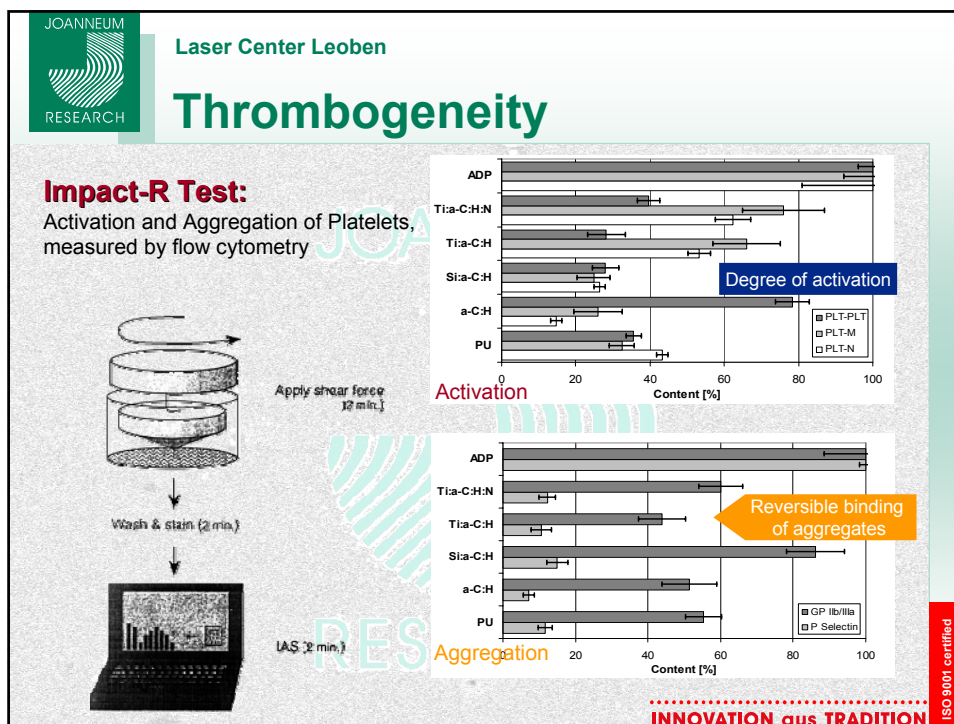 JOANNEUM
RESEARCH
Laser Center Leoben
Thrombogeneity
Impact-R Test:
Activation and Aggregation of Platelets,
measured by flow cytometry
Apply shear force
(2 min.)
Wash & stain (2 min.)
IAS (2 min.)
ADP
Ti:a-C:H:N
Ti:a-C:H
Si:a-C:H
a-C:H
PU
Degree of activation
PLT-PLT
PLT-M
PLT-N
0 20 40 60 80 100
Activation
Content [%]
ADP
Ti:a-C:H:N
Ti:a-C:H
Si:a-C:H
a-C:H
PU
Reversible binding
of aggregates
GP IIb/IIIa
P Selectin
0 20 40 60 80 100
Aggregation
Content [%]
ISO 9001 certified
INNOVATION aus TRADITION